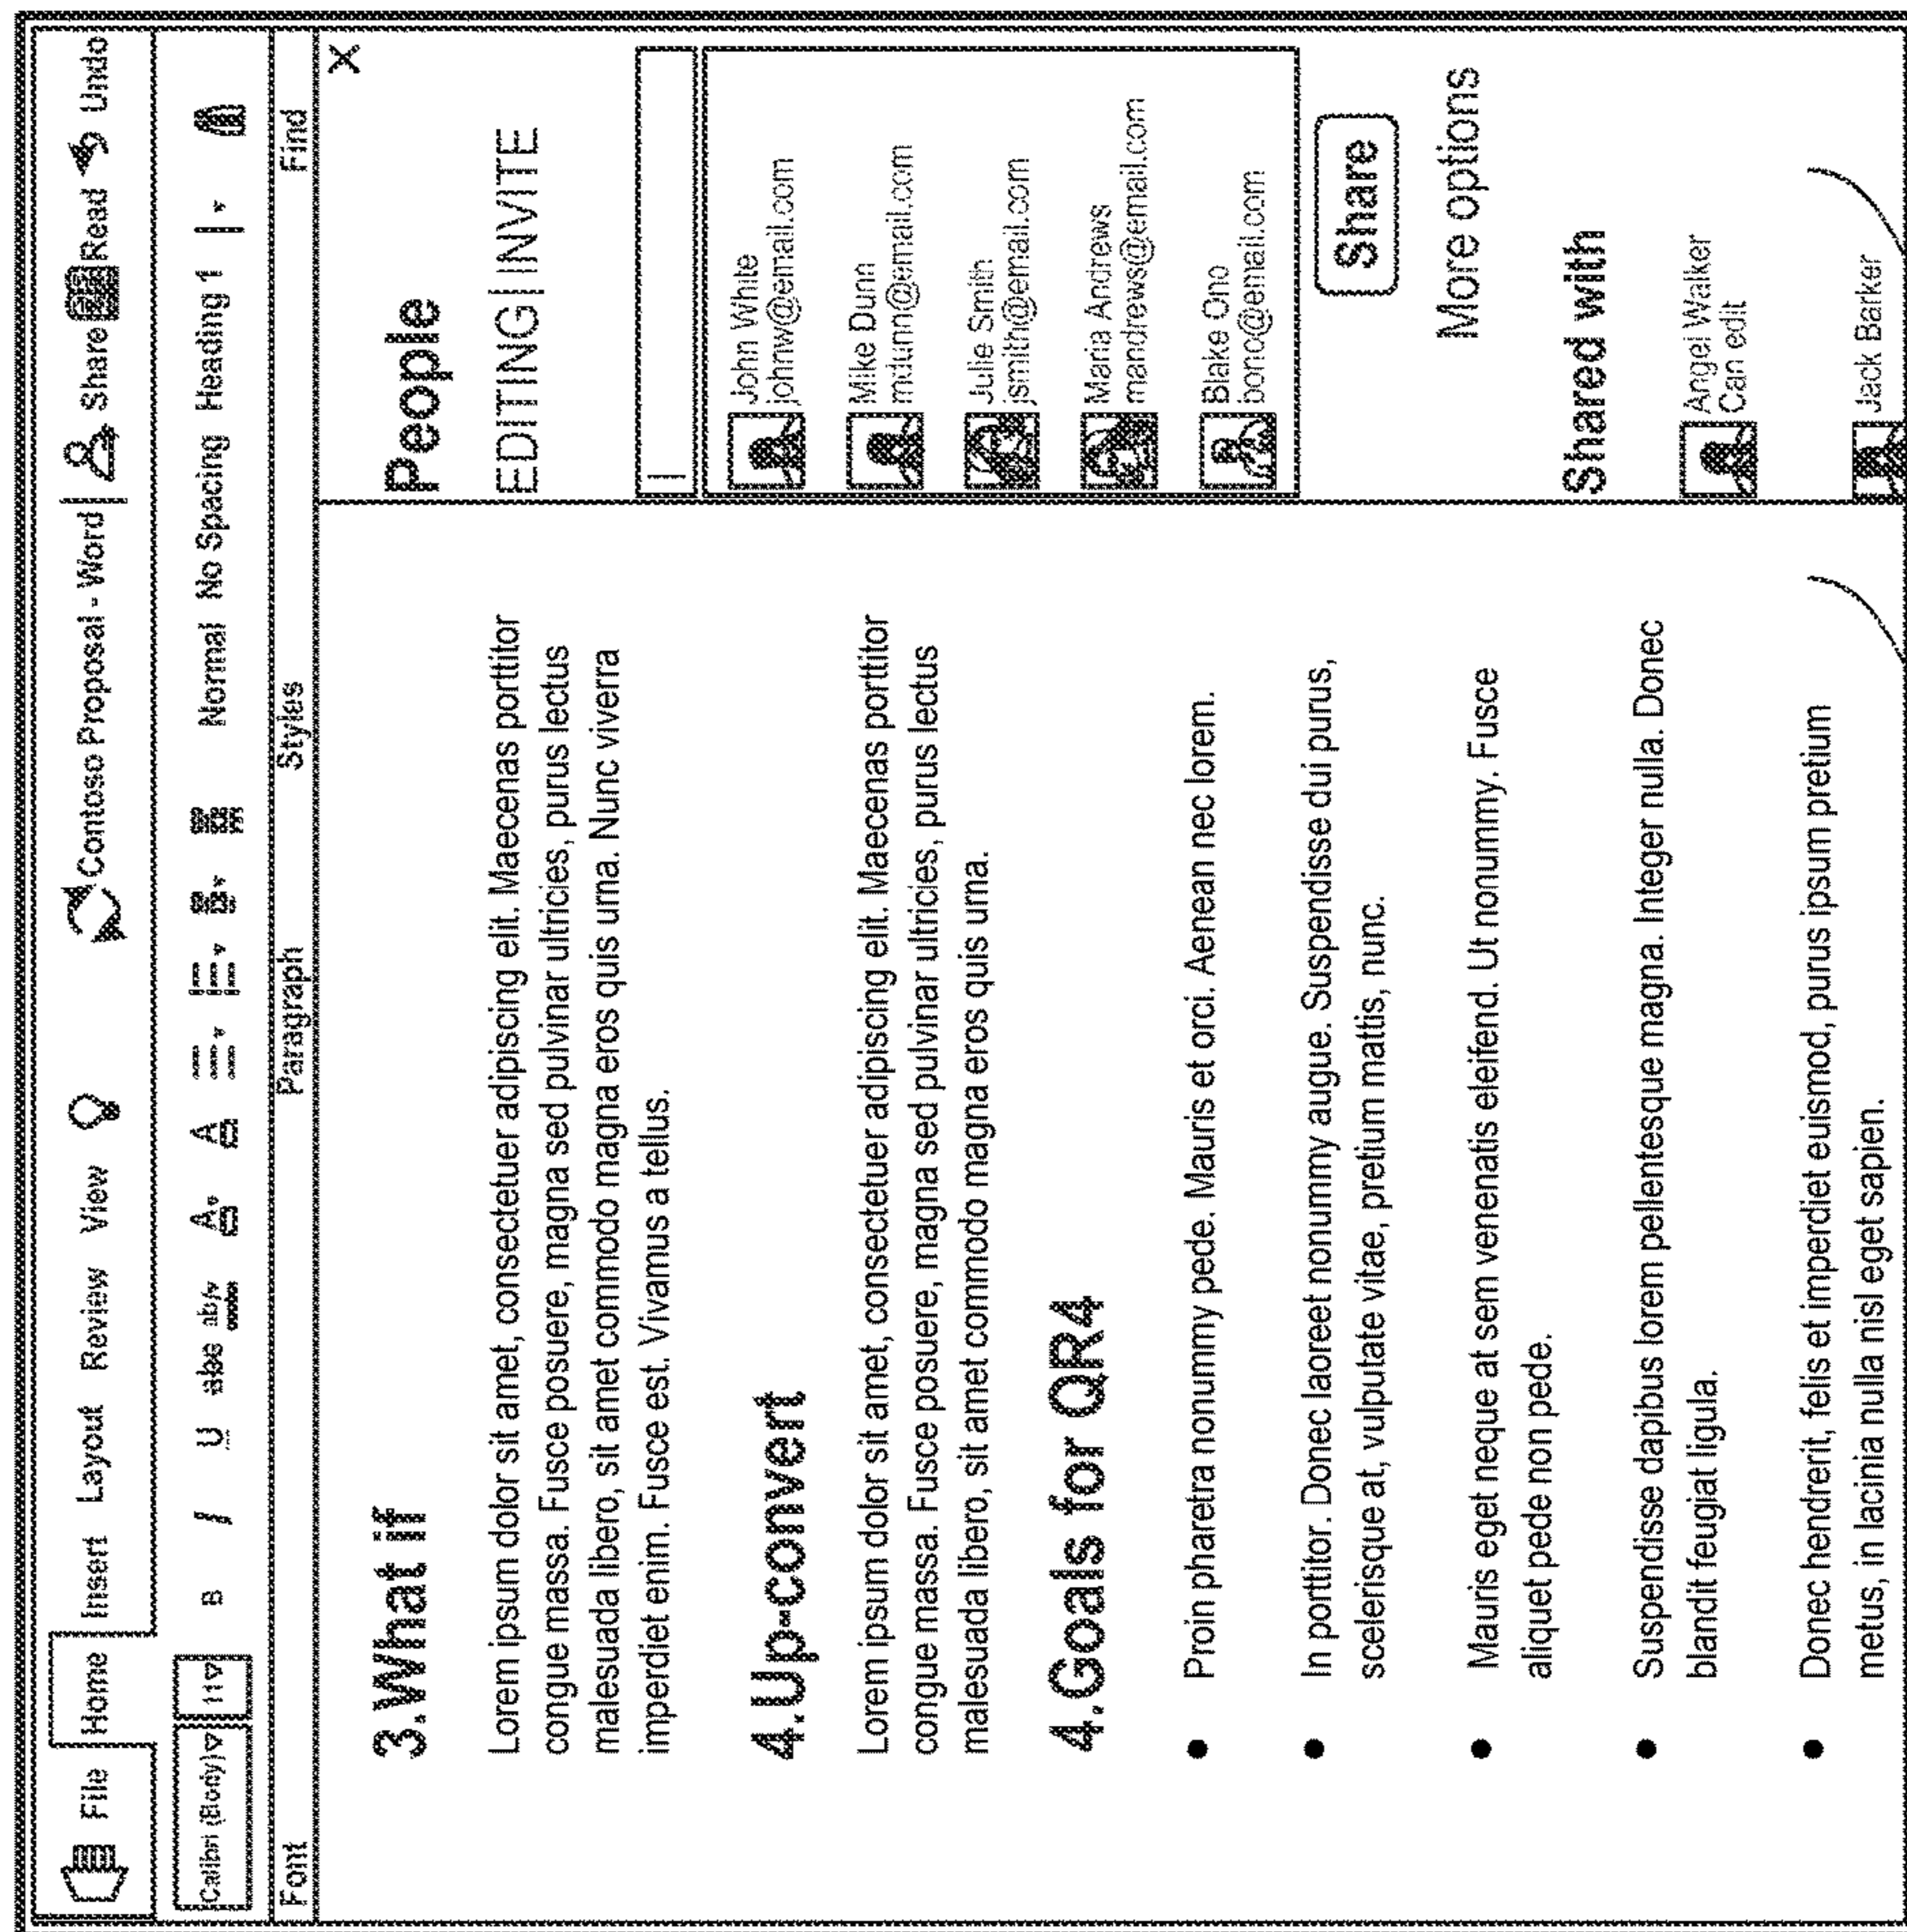 File Home Insert Layout Review View Contoso Proposal - Word | Share Read Undo
Calibri (Body) 11 B I U abc ab A A Normal No Spacing Heading 1
Font Paragraph Styles Find
3.What if
Lorem ipsum dolor sit amet, consectetuer adipiscing elit. Maecenas porttitor
congue massa. Fusce posuere, magna sed pulvinar ultricies, purus lectus
malesuada libero, sit amet commodo magna eros quis urna. Nunc viverra
imperdiet enim. Fusce est. Vivamus a tellus.
4.Up-convert
Lorem ipsum dolor sit amet, consectetuer adipiscing elit. Maecenas porttitor
congue massa. Fusce posuere, magna sed pulvinar ultricies, purus lectus
malesuada libero, sit amet commodo magna eros quis urna.
4.Goals for QR4
• Proin pharetra nonummy pede. Mauris et orci. Aenean nec lorem.
• In porttitor. Donec laoreet nonummy augue. Suspendisse dui purus,
scelerisque at, vulputate vitae, pretium mattis, nunc.
• Mauris eget neque at sem venenatis eleifend. Ut nonummy. Fusce
aliquet pede non pede.
• Suspendisse dapibus lorem pellentesque magna. Integer nulla. Donec
blandit feugiat ligula.
• Donec hendrerit, felis et imperdiet euismod, purus ipsum pretium
metus, in lacinia nulla nisl eget sapien.
X
People
EDITING| INVITE
John White
johnw@email.com
Mike Dunn
mdunn@email.com
Julie Smith
jsmith@email.com
Maria Andrews
mandrews@email.com
Blake Ono
bono@email.com
Share
More options
Shared with
Angel Walker
Can edit
Jack Barker